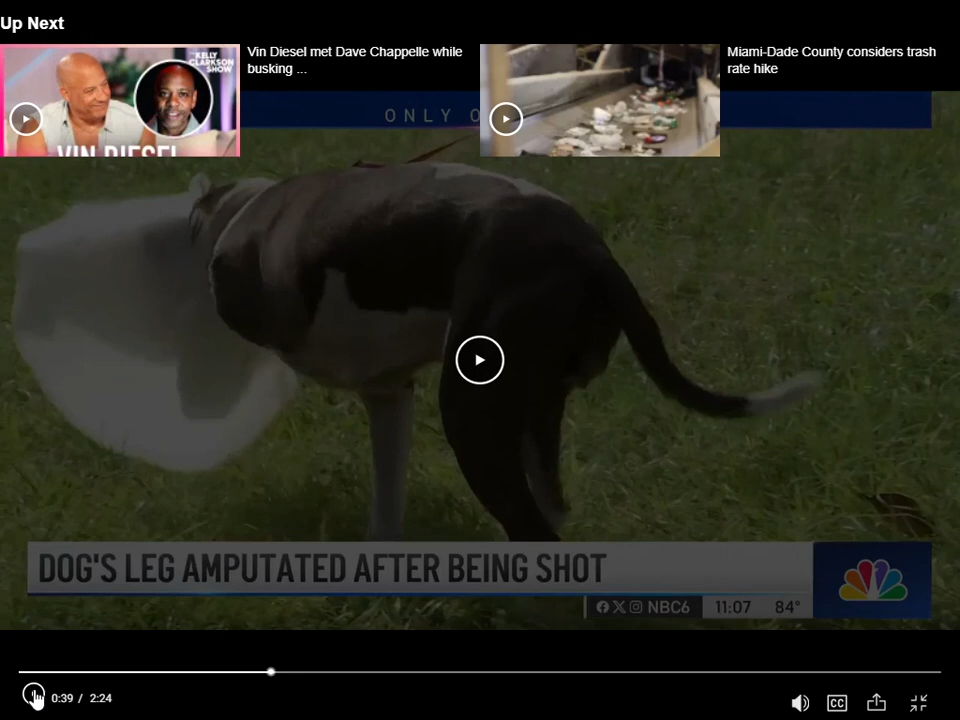 Up Next
Vin Diesel met Dave Chappelle while
busking ...
Miami-Dade County considers trash
rate hike
KELLY
CLARKSON
SHOW
VIN DIESEL
ONLY O
DOG'S LEG AMPUTATED AFTER BEING SHOT
NBC6 11:07 84°
0:39 / 2:24
CC